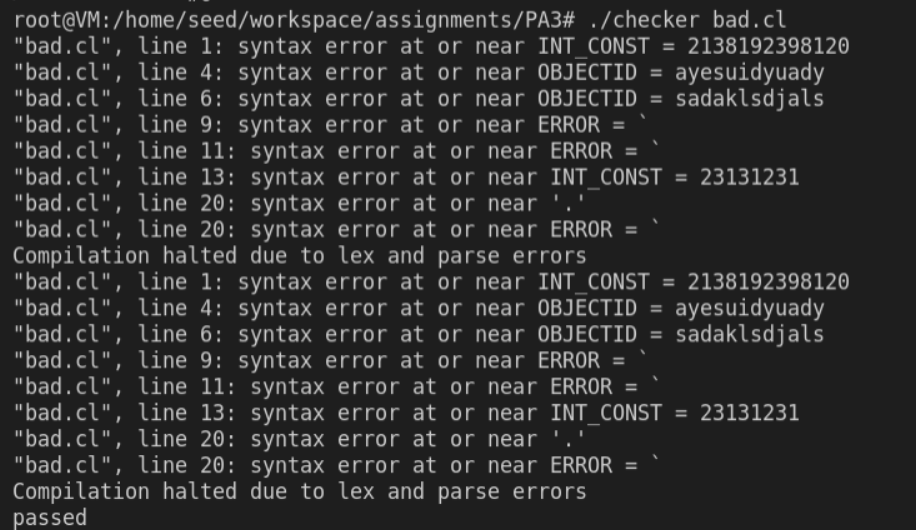 root@VM:/home/seed/workspace/assignments/PA3# ./checker bad.cl
"bad.cl", line 1: syntax error at or near INT_CONST = 2138192398120
"bad.cl", line 4: syntax error at or near OBJECTID = ayesuidyuady
"bad.cl", line 6: syntax error at or near OBJECTID = sadaklsdjals
"bad.cl", line 9: syntax error at or near ERROR = `
"bad.cl", line 11: syntax error at or near ERROR = `
"bad.cl", line 13: syntax error at or near INT_CONST = 23131231
"bad.cl", line 20: syntax error at or near '.'
"bad.cl", line 20: syntax error at or near ERROR = `
Compilation halted due to lex and parse errors
"bad.cl", line 1: syntax error at or near INT_CONST = 2138192398120
"bad.cl", line 4: syntax error at or near OBJECTID = ayesuidyuady
"bad.cl", line 6: syntax error at or near OBJECTID = sadaklsdjals
"bad.cl", line 9: syntax error at or near ERROR = `
"bad.cl", line 11: syntax error at or near ERROR = `
"bad.cl", line 13: syntax error at or near INT_CONST = 23131231
"bad.cl", line 20: syntax error at or near '.'
"bad.cl", line 20: syntax error at or near ERROR = `
Compilation halted due to lex and parse errors
passed